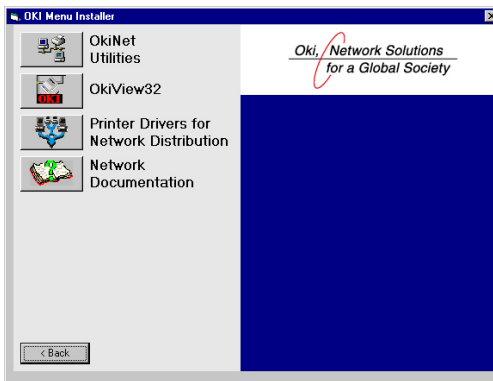 OKI Menu Installer
OkiNet
Utilities
OKI
OkiView32
Printer Drivers for
Network Distribution
Network
Documentation
< Back
Oki, Network Solutions
for a Global Society